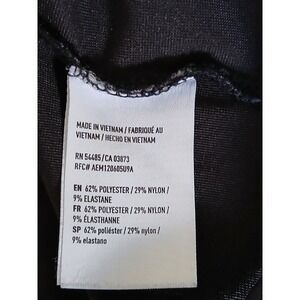 MADE IN VIETNAM / FABRIQUÉ AU
VIETNAM / HECHO EN VIETNAM
RN 54485/CA 03873
RFC# AEM120605U9A
EN 62% POLYESTER / 29% NYLON /
9% ELASTANE
FR 62% POLYESTER / 29% NYLON /
9% ÉLASTHANNE
SP 62% poliéster / 29% nylon /
9% elastano